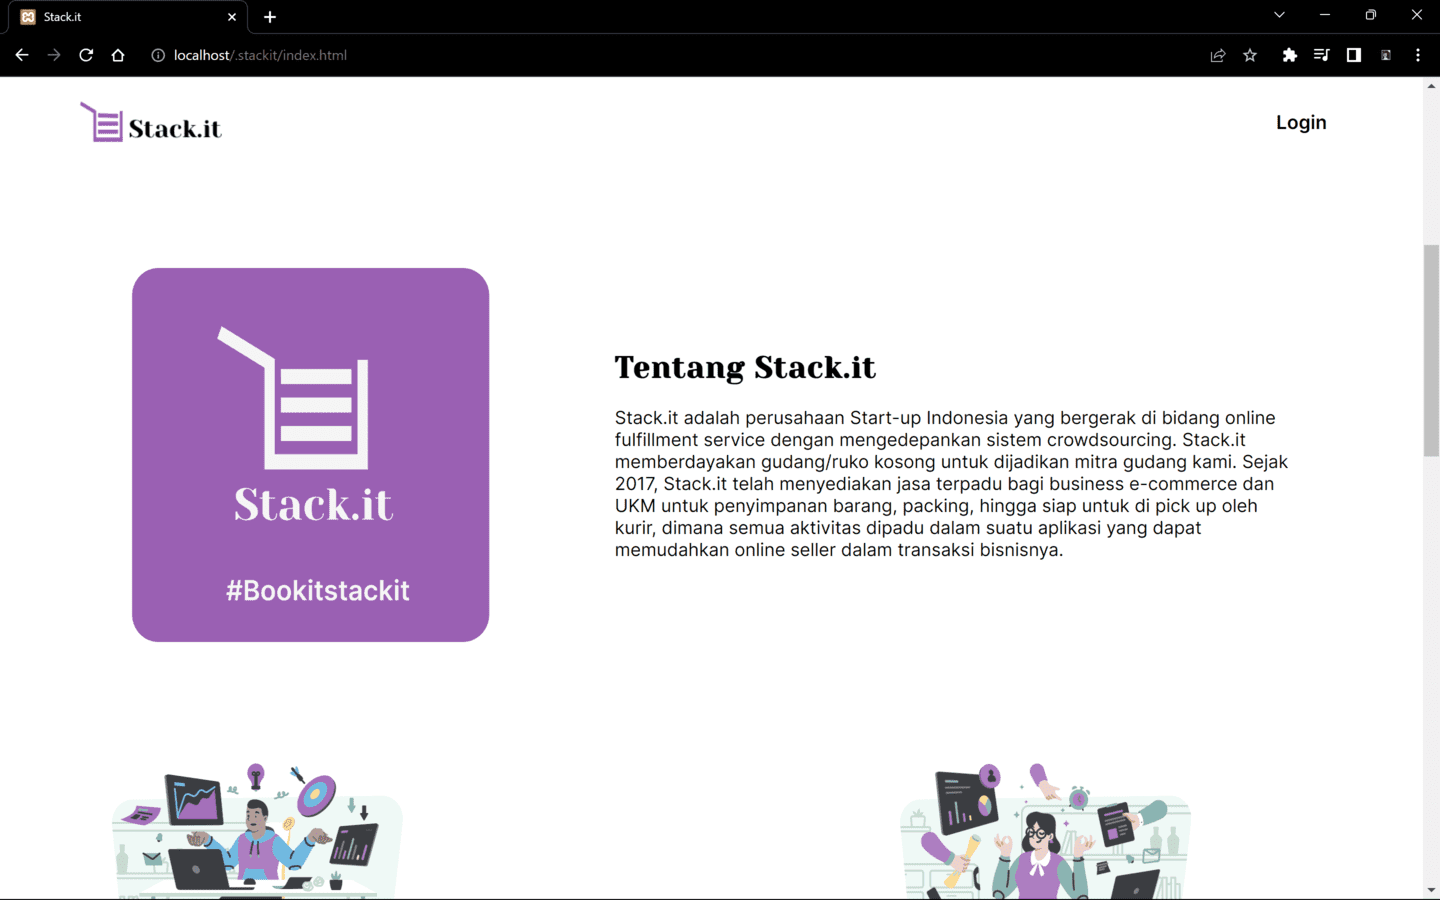 Stack.it
localhost/.stackit/index.html
Stack.it
Login
Stack.it
#Bookitstackit
Tentang Stack.it
Stack.it adalah perusahaan Start-up Indonesia yang bergerak di bidang online
fulfillment service dengan mengedepankan sistem crowdsourcing. Stack.it
memberdayakan gudang/ruko kosong untuk dijadikan mitra gudang kami. Sejak
2017, Stack.it telah menyediakan jasa terpadu bagi business e-commerce dan
UKM untuk penyimpanan barang, packing, hingga siap untuk di pick up oleh
kurir, dimana semua aktivitas dipadu dalam suatu aplikasi yang dapat
memudahkan online seller dalam transaksi bisnisnya.